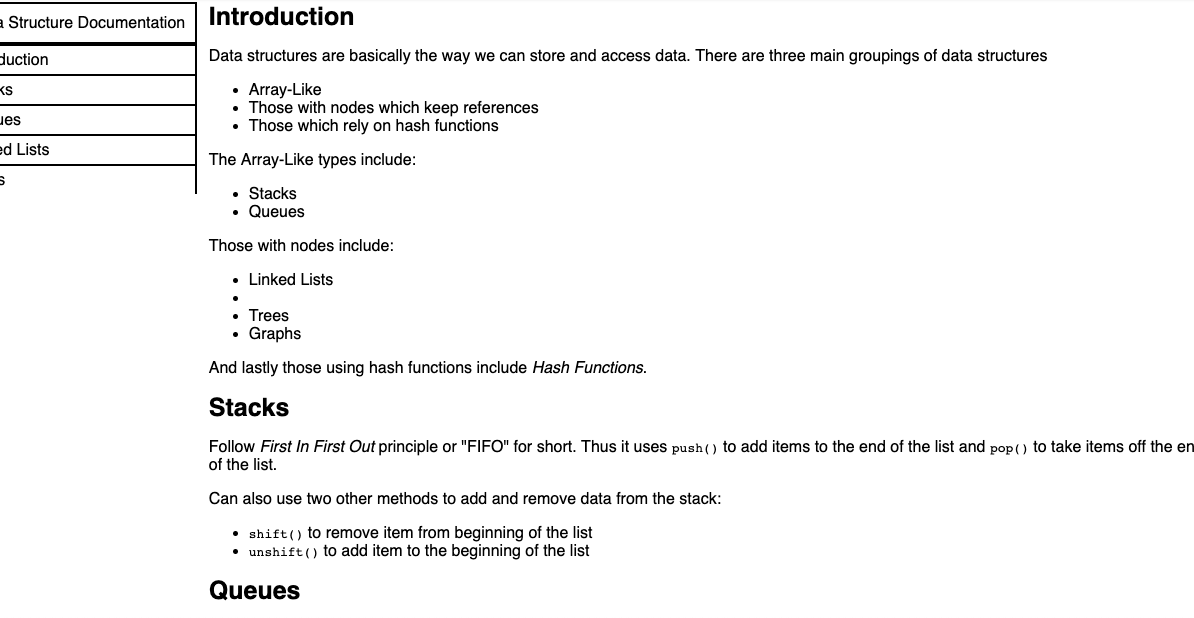 a Structure Documentation
duction
ks
ues
ed Lists
s
Introduction
Data structures are basically the way we can store and access data. There are three main groupings of data structures
Array-Like
Those with nodes which keep references
Those which rely on hash functions
The Array-Like types include:
Stacks
Queues
Those with nodes include:
Linked Lists
Trees
Graphs
And lastly those using hash functions include Hash Functions.
Stacks
Follow First In First Out principle or "FIFO" for short. Thus it uses push() to add items to the end of the list and pop() to take items off the en
of the list.
Can also use two other methods to add and remove data from the stack:
shift() to remove item from beginning of the list
unshift() to add item to the beginning of the list
Queues